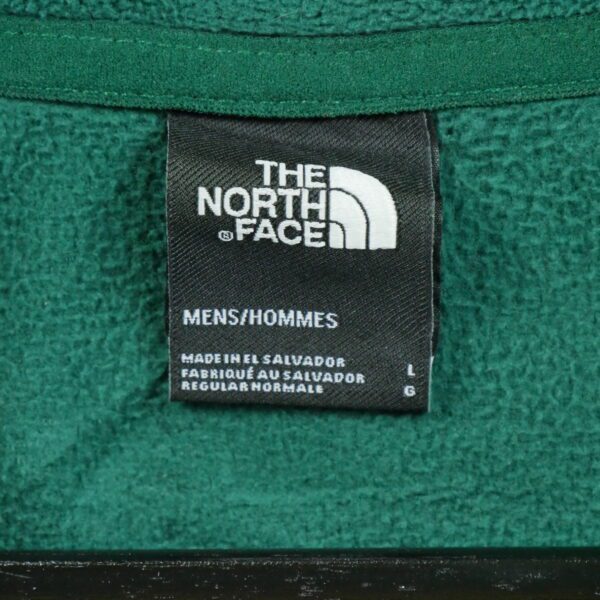 THE
NORTH
® FACE
MENS/HOMMES
MADE IN EL SALVADOR L
FABRIQUÉ AU SALVADOR
REGULAR NORMALE G